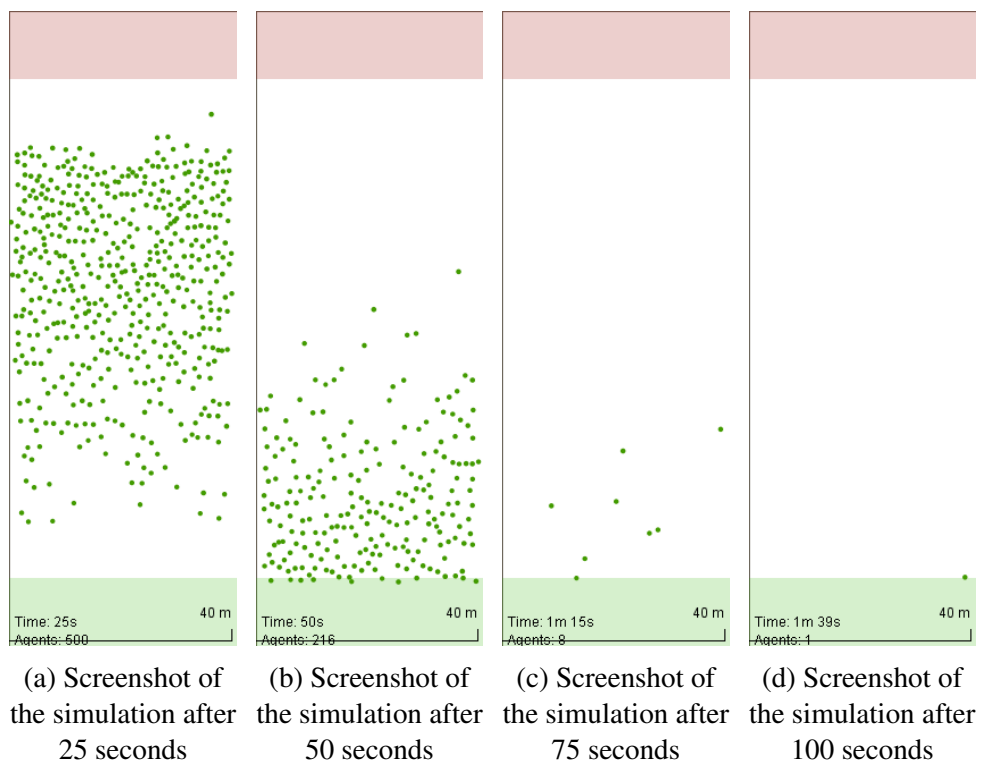 40 m
Time: 25s
Agents: 500
40 m
Time: 50s
Agents: 216
40 m
Time: 1m 15s
Agents: 8
40 m
Time: 1m 39s
Agents: 1
(a) Screenshot of
the simulation after
25 seconds
(b) Screenshot of
the simulation after
50 seconds
(c) Screenshot of
the simulation after
75 seconds
(d) Screenshot of
the simulation after
100 seconds